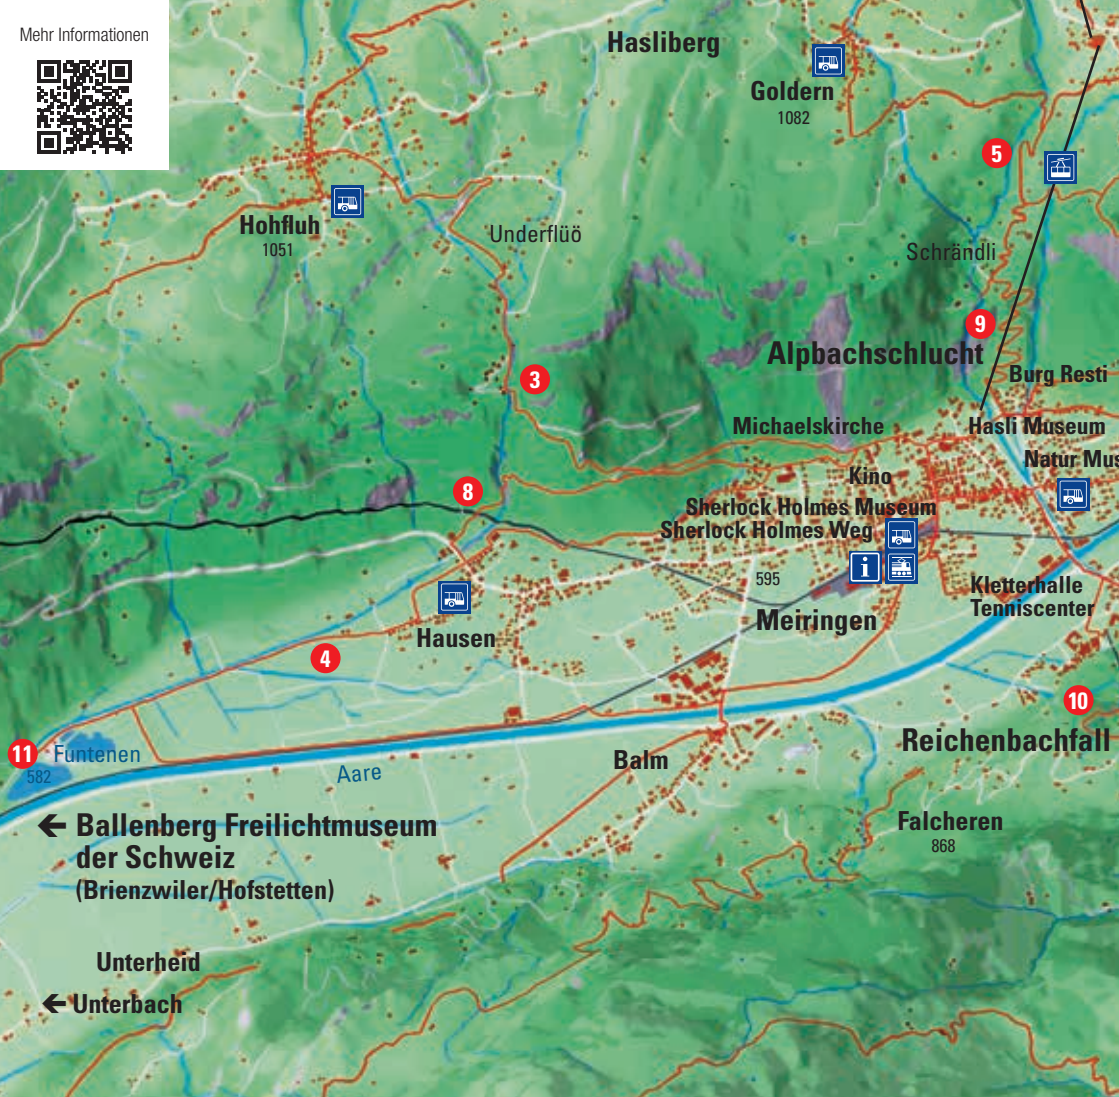 Mehr Informationen
Hasliberg
Goldern
1082
5
Hohfluh
1051
Underflüö
Schrändli
9
Alpbachschlucht
3
Burg Resti
Michaelskirche
Hasli Museum
Kino
Natur Mus
8
Sherlock Holmes Museum
Sherlock Holmes Weg
i
595
Kletterhalle
Tenniscenter
Meiringen
Hausen
4
10
Reichenbachfall
11
Funtenen
582
Aare
Balm
← Ballenberg Freilichtmuseum
der Schweiz
(Brienzwiler/Hofstetten)
Falcheren
868
Unterheid
← Unterbach